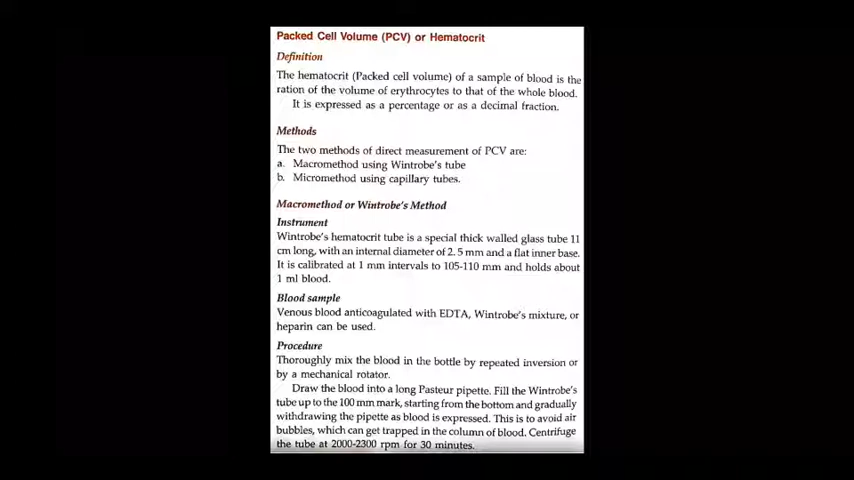 Packed Cell Volume (PCV) or Hematocrit
Definition
The hematocrit (Packed cell volume) of a sample of blood is the
ration of the volume of erythrocytes to that of the whole blood.
It is expressed as a percentage or as a decimal fraction.
Methods
The two methods of direct measurement of PCV are:
a. Macromethod using Wintrobe's tube
b. Micromethod using capillary tubes.
Macromethod or Wintrobe's Method
Instrument
Wintrobe's hematocrit tube is a special thick walled glass tube 11
cm long, with an internal diameter of 2. 5 mm and a flat inner base.
It is calibrated at 1 mm intervals to 105-110 mm and holds about
1 ml blood.
Blood sample
Venous blood anticoagulated with EDTA, Wintrobe's mixture, or
heparin can be used.
Procedure
Thoroughly mix the blood in the bottle by repeated inversion or
by a mechanical rotator.
Draw the blood into a long Pasteur pipette. Fill the Wintrobe's
tube up to the 100 mm mark, starting from the bottom and gradually
withdrawing the pipette as blood is expressed. This is to avoid air
bubbles, which can get trapped in the column of blood. Centrifuge
the tube at 2000-2300 rpm for 30 minutes.